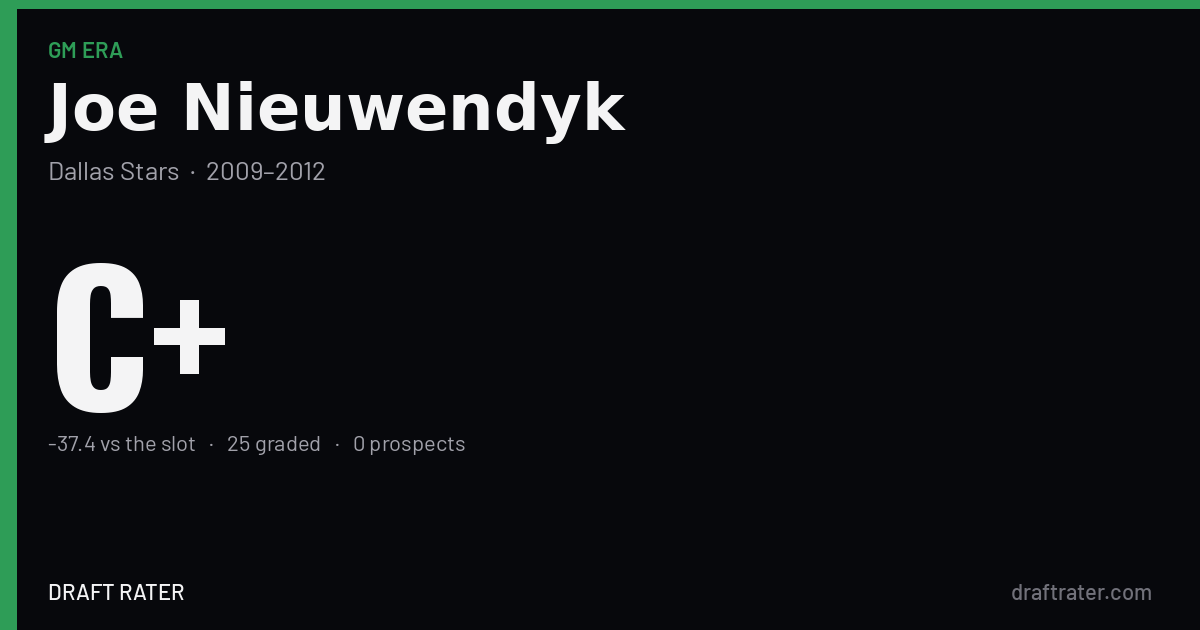 GM ERA
Joe Nieuwendyk
Dallas Stars · 2009–2012
C+
-37.4 vs the slot · 25 graded · 0 prospects
DRAFT RATER
draftrater.com